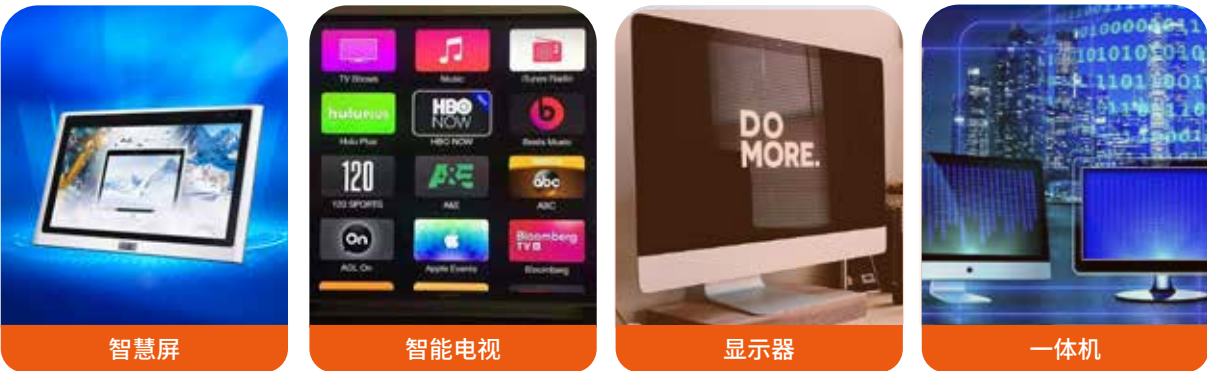 智慧屏
TV Shows
Music
iTunes Radio
huluPLUS
HBO
NOW
Hulu Plus
HBO NOW
Beats Music
120
A&E
abc
120 SPORTS
A&E
ABC
On
Bloomberg
TV
AOL On
Apple Events
Bloomberg
智能电视
DO
MORE.
显示器
一体机